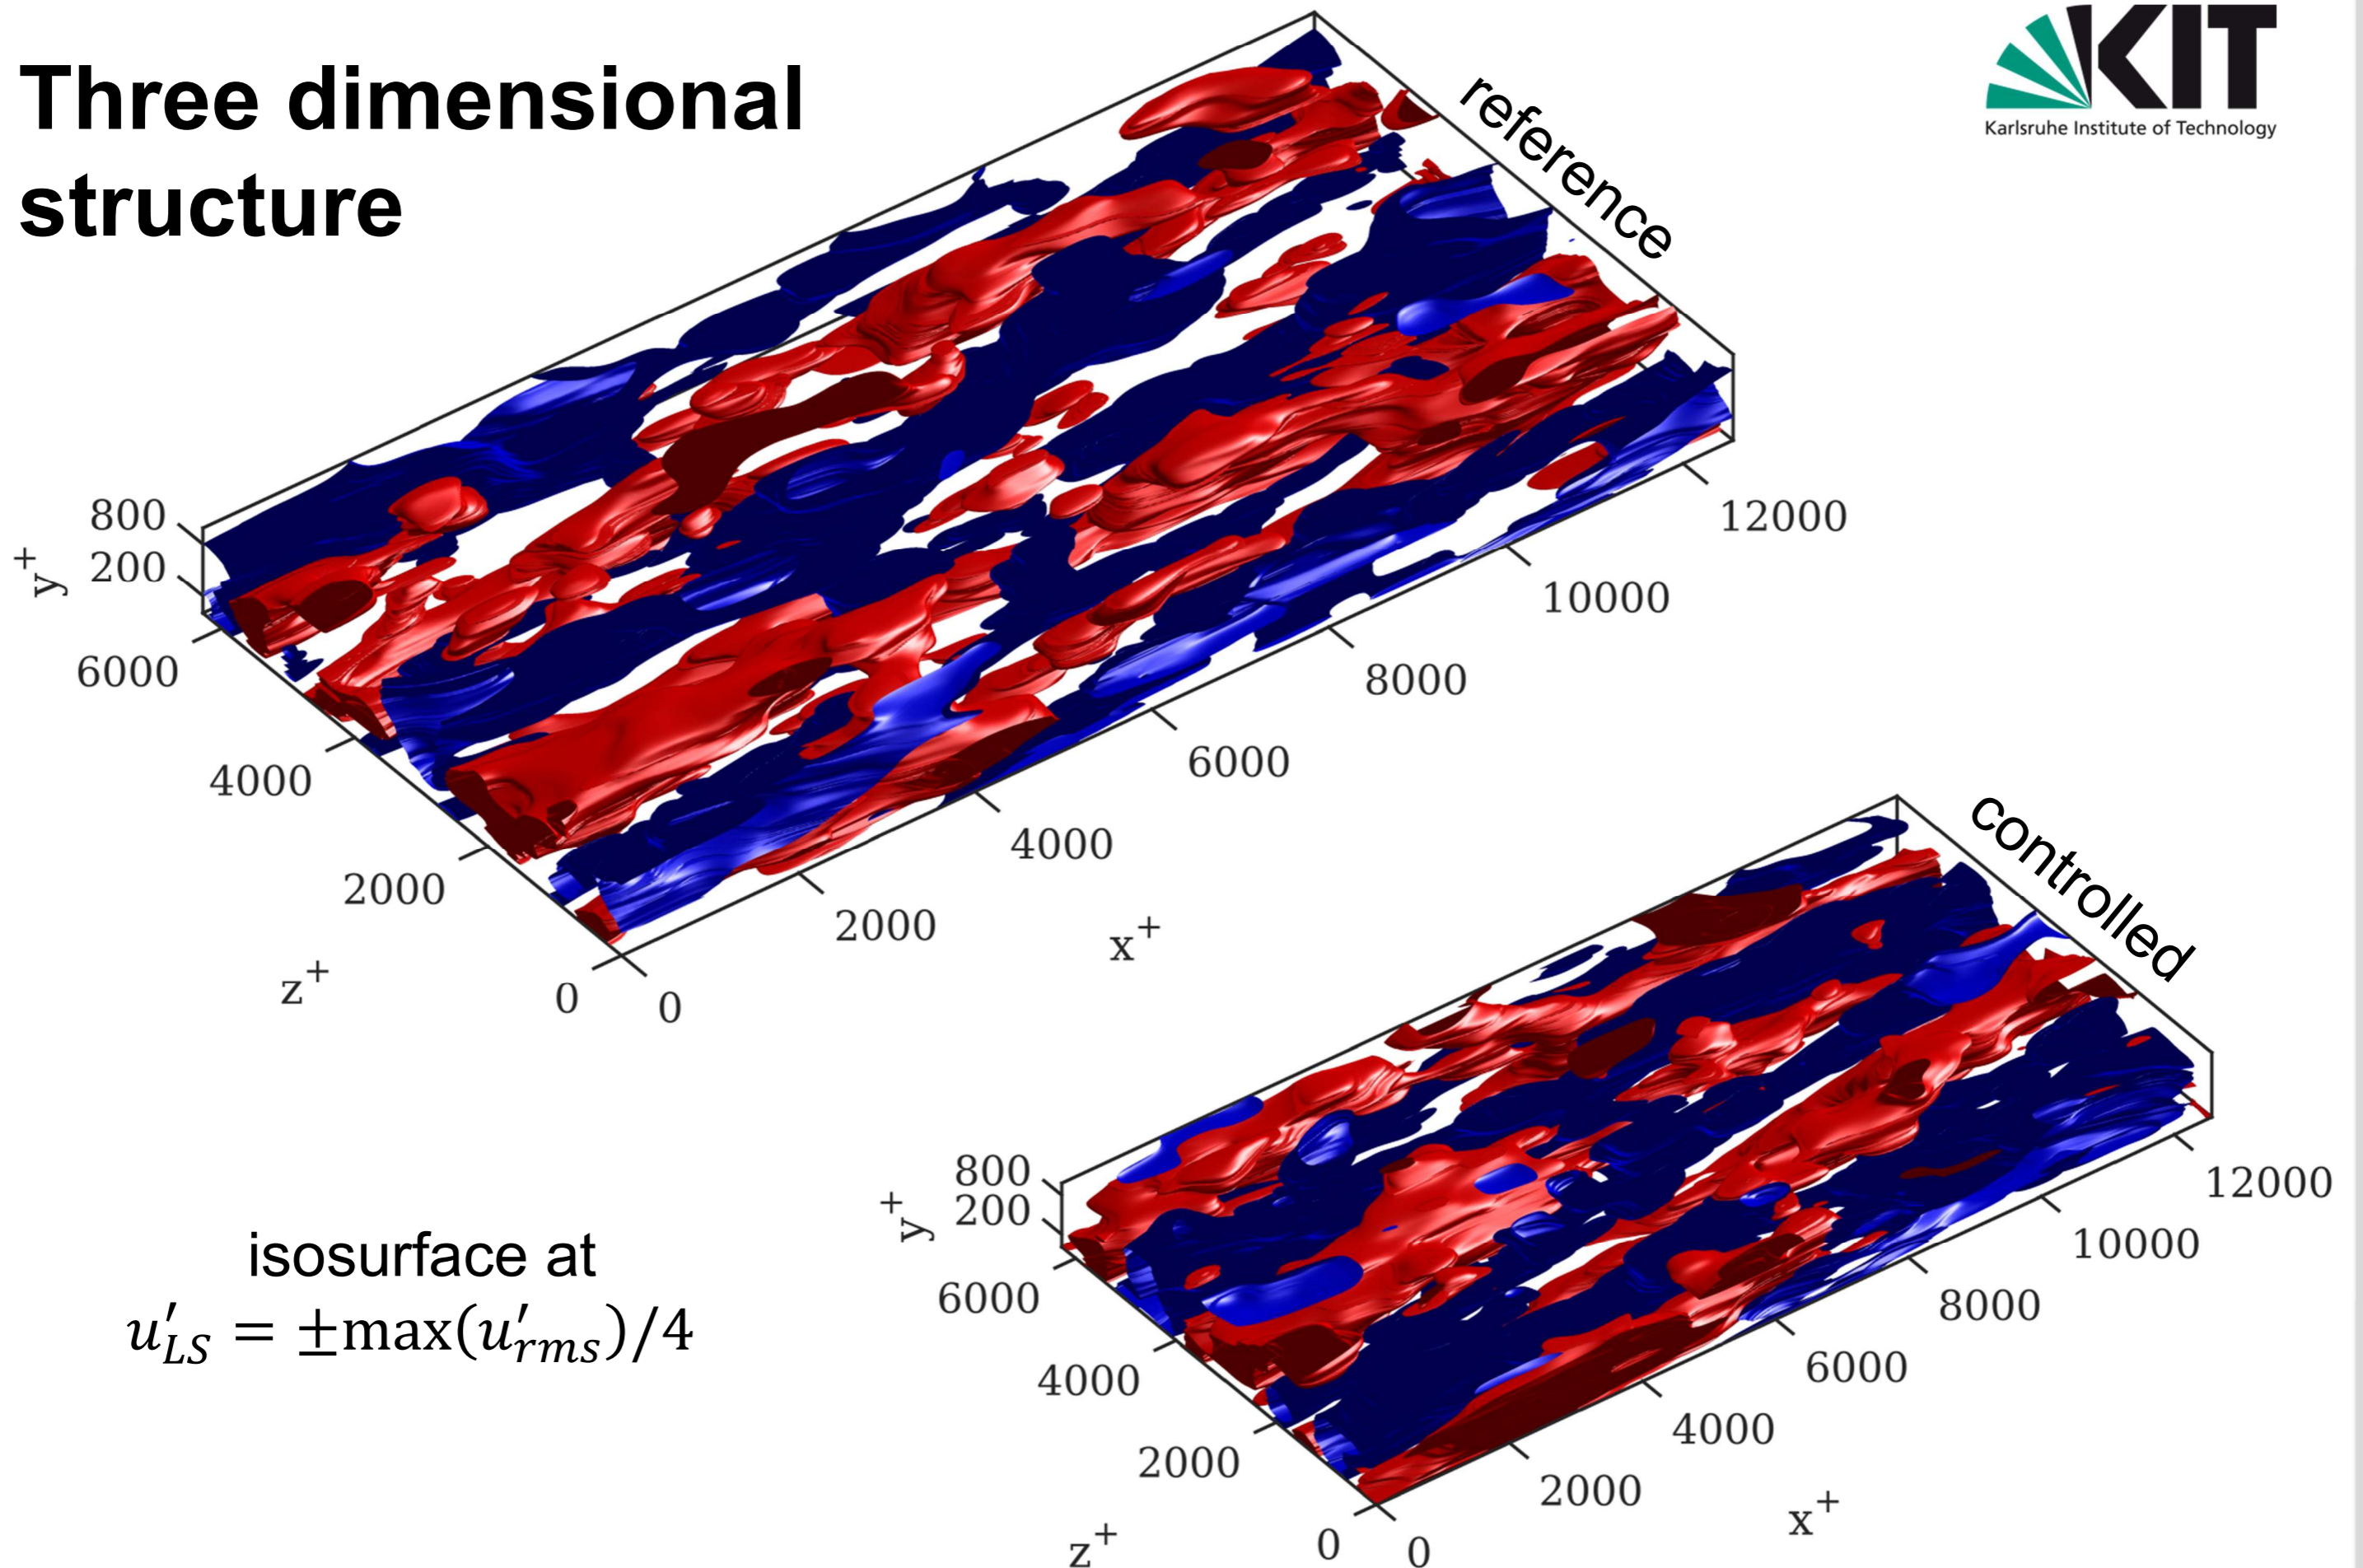 Three dimensional
structure
KIT
Karlsruhe Institute of Technology
reference
800
200
y⁺
6000
4000
2000
0
z⁺
0
2000
4000
6000
8000
10000
12000
x⁺
controlled
800
200
y⁺
6000
4000
2000
0
z⁺
0
2000
4000
6000
8000
10000
12000
x⁺
isosurface at
u′_LS = ±max(u′_rms)/4